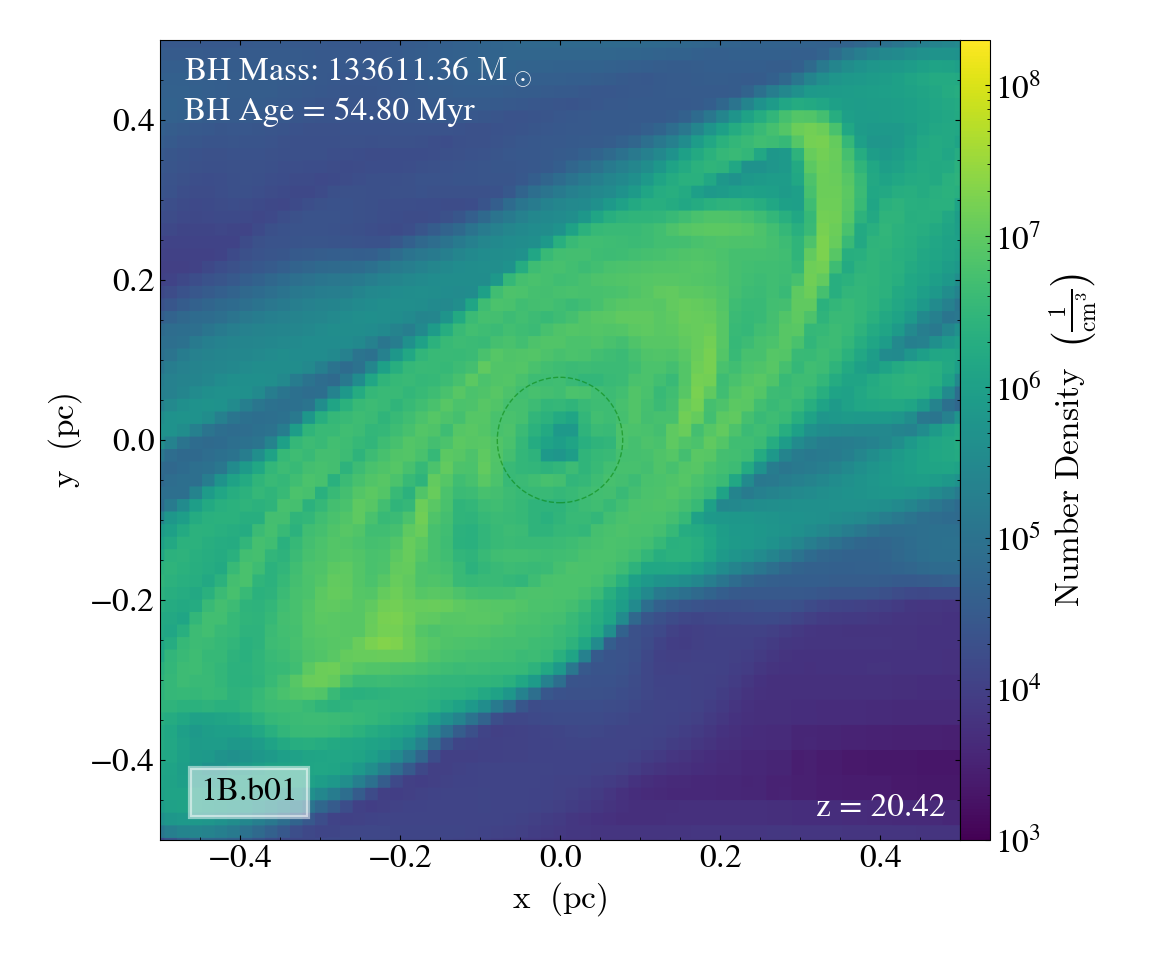 BH Mass: 133611.36 M⊙
BH Age = 54.80 Myr
0.4
0.2
0.0
−0.2
−0.4
y (pc)
1B.b01
z = 20.42
−0.4 −0.2 0.0 0.2 0.4
x (pc)
10⁸
10⁷
10⁶
10⁵
10⁴
10³
Number Density (1/cm³)